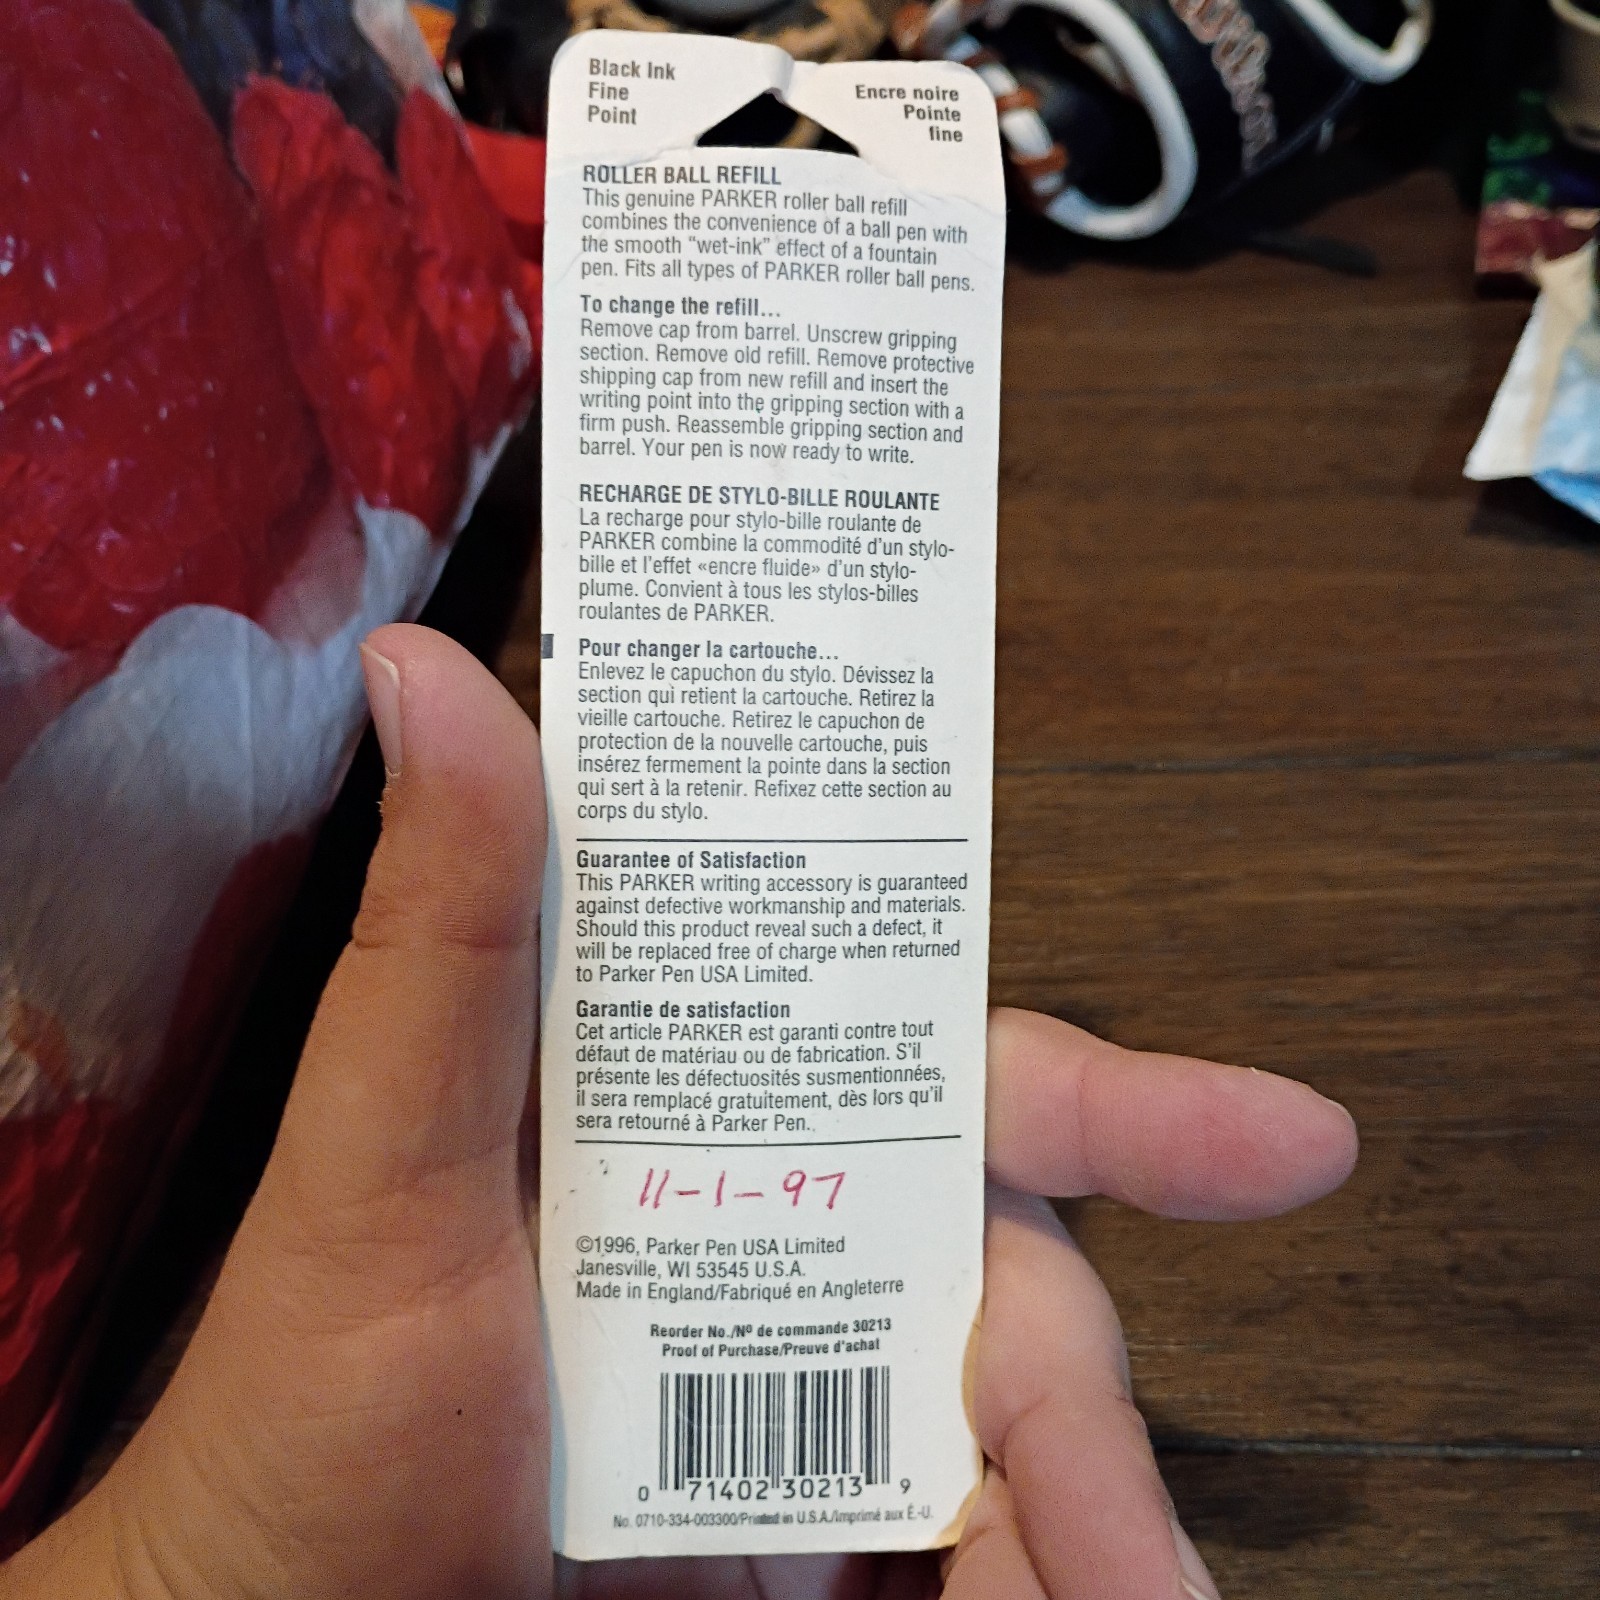 Black Ink
Fine
Point
Encre noire
Pointe
fine
ROLLER BALL REFILL
This genuine PARKER roller ball refill
combines the convenience of a ball pen with
the smooth "wet-ink" effect of a fountain
pen. Fits all types of PARKER roller ball pens.
To change the refill...
Remove cap from barrel. Unscrew gripping
section. Remove old refill. Remove protective
shipping cap from new refill and insert the
writing point into the gripping section with a
firm push. Reassemble gripping section and
barrel. Your pen is now ready to write.
RECHARGE DE STYLO-BILLE ROULANTE
La recharge pour stylo-bille roulante de
PARKER combine la commodité d'un stylo-
bille et l'effet «encre fluide» d'un stylo-
plume. Convient à tous les stylos-billes
roulantes de PARKER.
Pour changer la cartouche...
Enlevez le capuchon du stylo. Dévissez la
section qui retient la cartouche. Retirez la
vieille cartouche. Retirez le capuchon de
protection de la nouvelle cartouche, puis
insérez fermement la pointe dans la section
qui sert à la retenir. Refixez cette section au
corps du stylo.
Guarantee of Satisfaction
This PARKER writing accessory is guaranteed
against defective workmanship and materials.
Should this product reveal such a defect, it
will be replaced free of charge when returned
to Parker Pen USA Limited.
Garantie de satisfaction
Cet article PARKER est garanti contre tout
défaut de matériau ou de fabrication. S'il
présente les défectuosités susmentionnées,
il sera remplacé gratuitement, dès lors qu'il
sera retourné à Parker Pen.
11-1-97
©1996, Parker Pen USA Limited
Janesville, WI 53545 U.S.A.
Made in England/Fabriqué en Angleterre
Reorder No./Nº de commande 30213
Proof of Purchase/Preuve d'achat
0 71402 30213 9
No. 0710-334-003300/Printed in U.S.A./Imprimé aux É.-U.